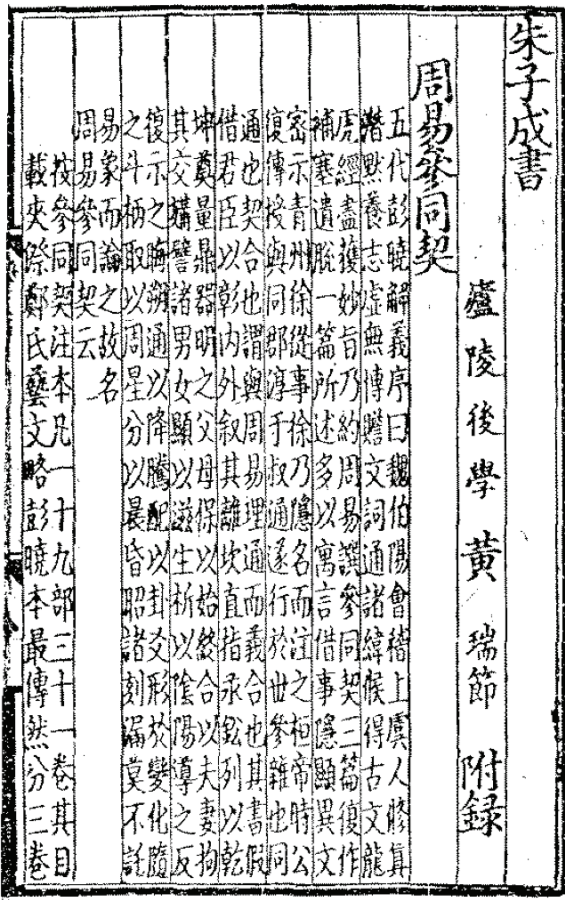 朱子成書
廬陵後學黃瑞節附録
周易參同契
五代彭曉解義序曰魏伯陽會稽上虞人膠真
潛默養志虛無博贍文詞通諸緯候得古文龍
虎經盡獲妙旨乃約周易譔參同契三篇復作
補塞遺脫一篇所述多以寓言借事隱顯異文
宻示青州徐從事徐乃隱名而注之桓帝時公
復傳授與同郡淳于叔通遂行於世參雜也同
通也契合也謂與周易理通而義合也其書假
借君臣以彰內外叙其離坎直指汞鈆列以乾
坤奠量鼎器明之父母保以始終合以夫妻拘
其交媾譬諸男女顯以滋生析以陰陽導之反
復示之晦朔通以降騰配以卦爻形於變化隨
之斗柄取以周星分以晨昏昭諸刻漏莫不託
易象而論之故名
周易參同契云
按參同契注本凡一十九部三十一卷其目
載夾漈鄭氏藝文略彭曉本最傳然分三卷